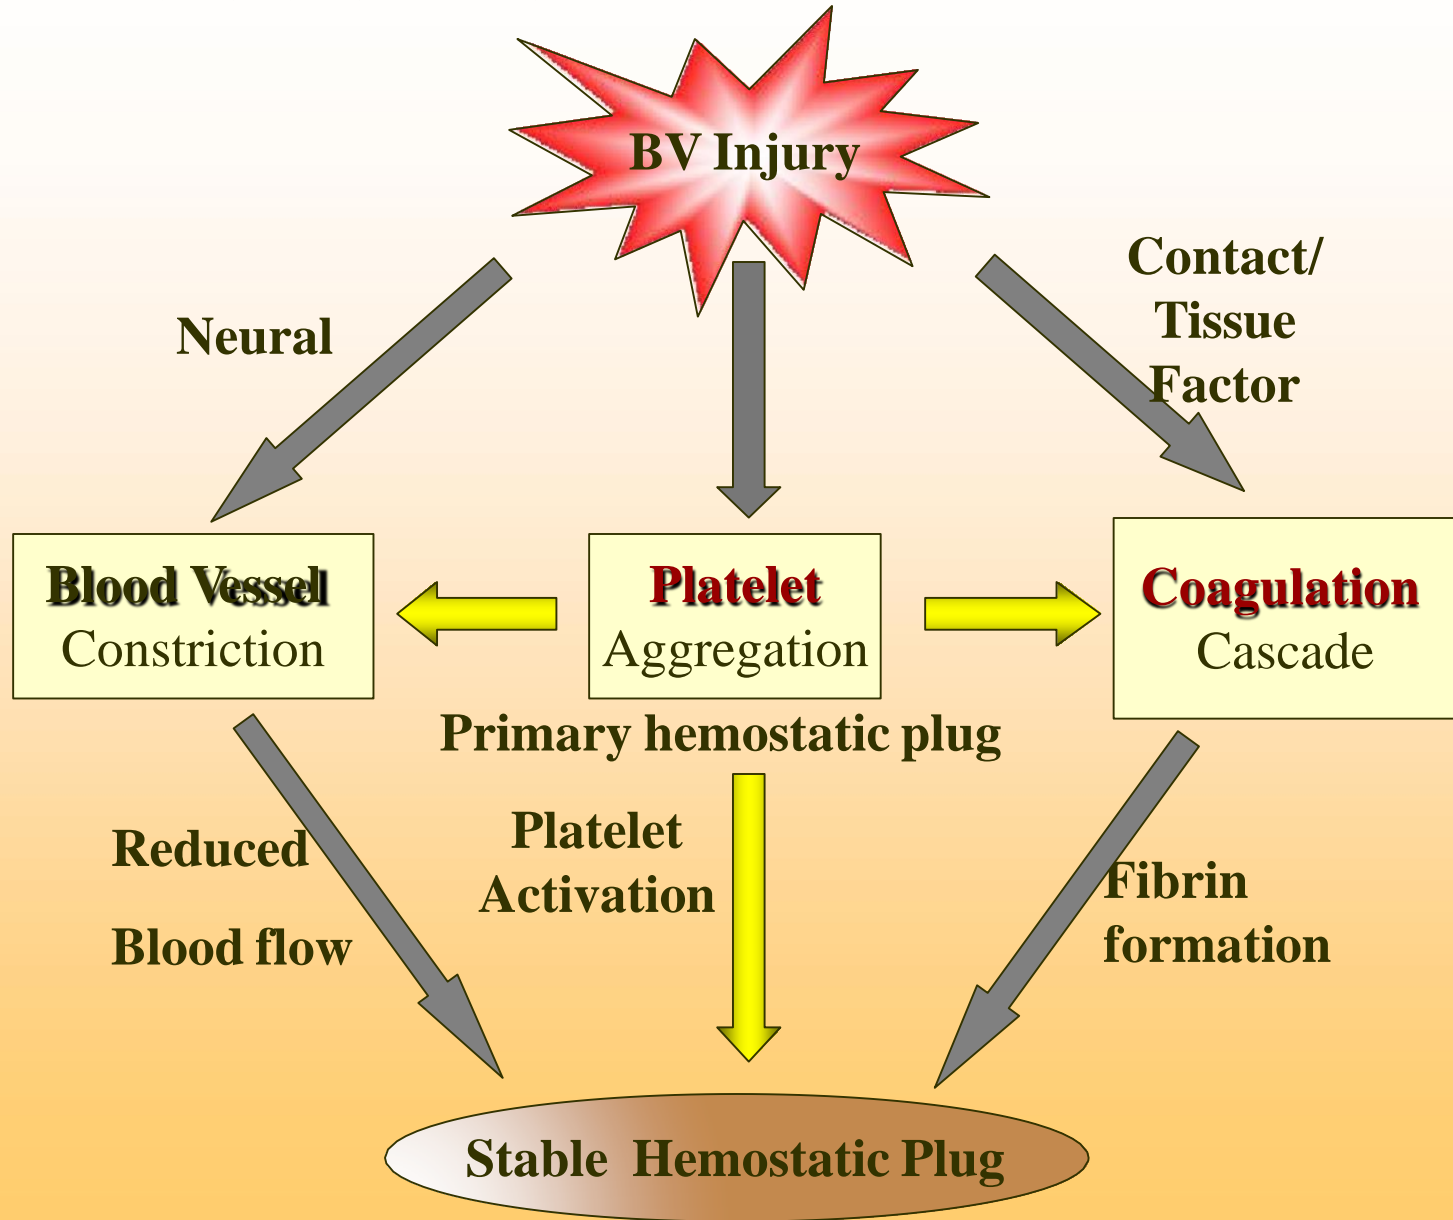 BV Injury
Neural
Contact/
Tissue
Factor
Blood Vessel
Constriction
Platelet
Aggregation
Coagulation
Cascade
Primary hemostatic plug
Reduced
Blood flow
Platelet
Activation
Fibrin
formation
Stable Hemostatic Plug